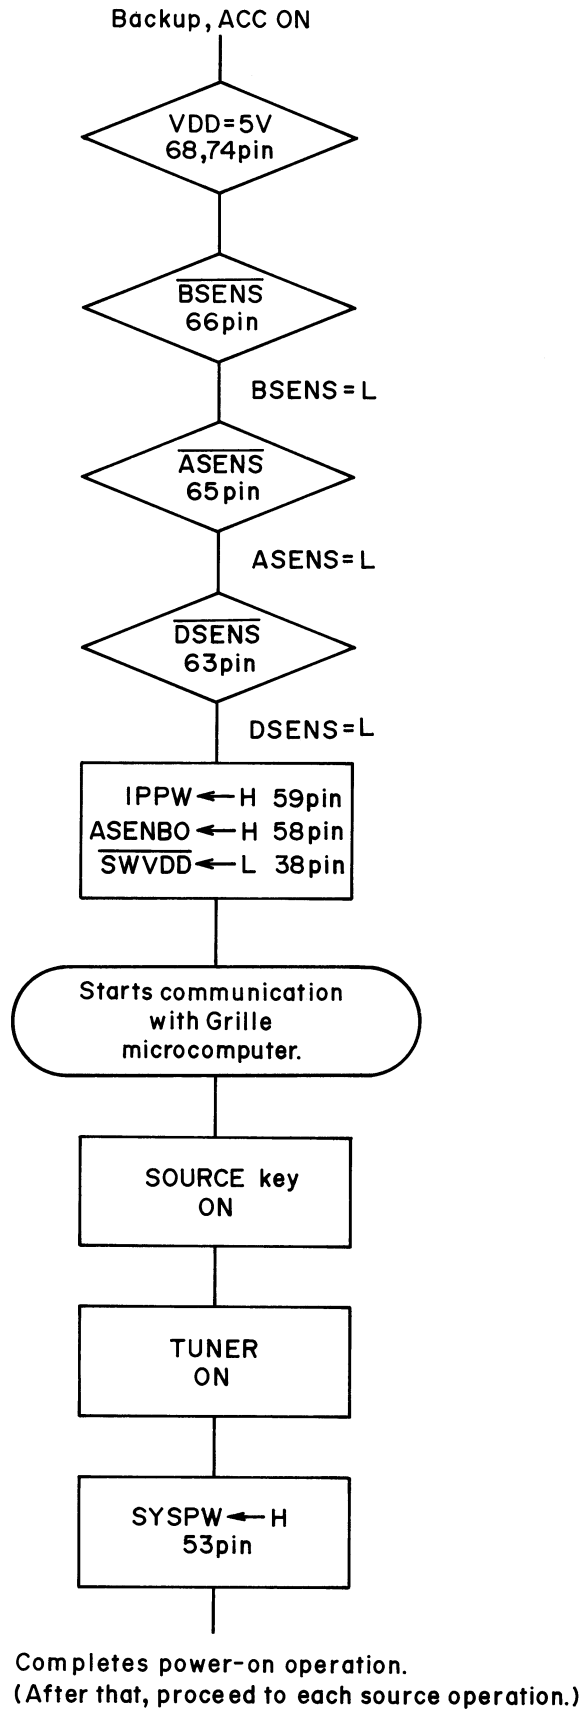 Backup, ACC ON
VDD=5V
68,74pin
BSENS
66pin
BSENS=L
ASENS
65pin
ASENS=L
DSENS
63pin
DSENS=L
IPPW←H 59pin
ASENBO←H 58pin
SWVDD←L 38pin
Starts communication
with Grille
microcomputer.
SOURCE key
ON
TUNER
ON
SYSPW←H
53pin
Completes power-on operation.
(After that, proceed to each source operation.)